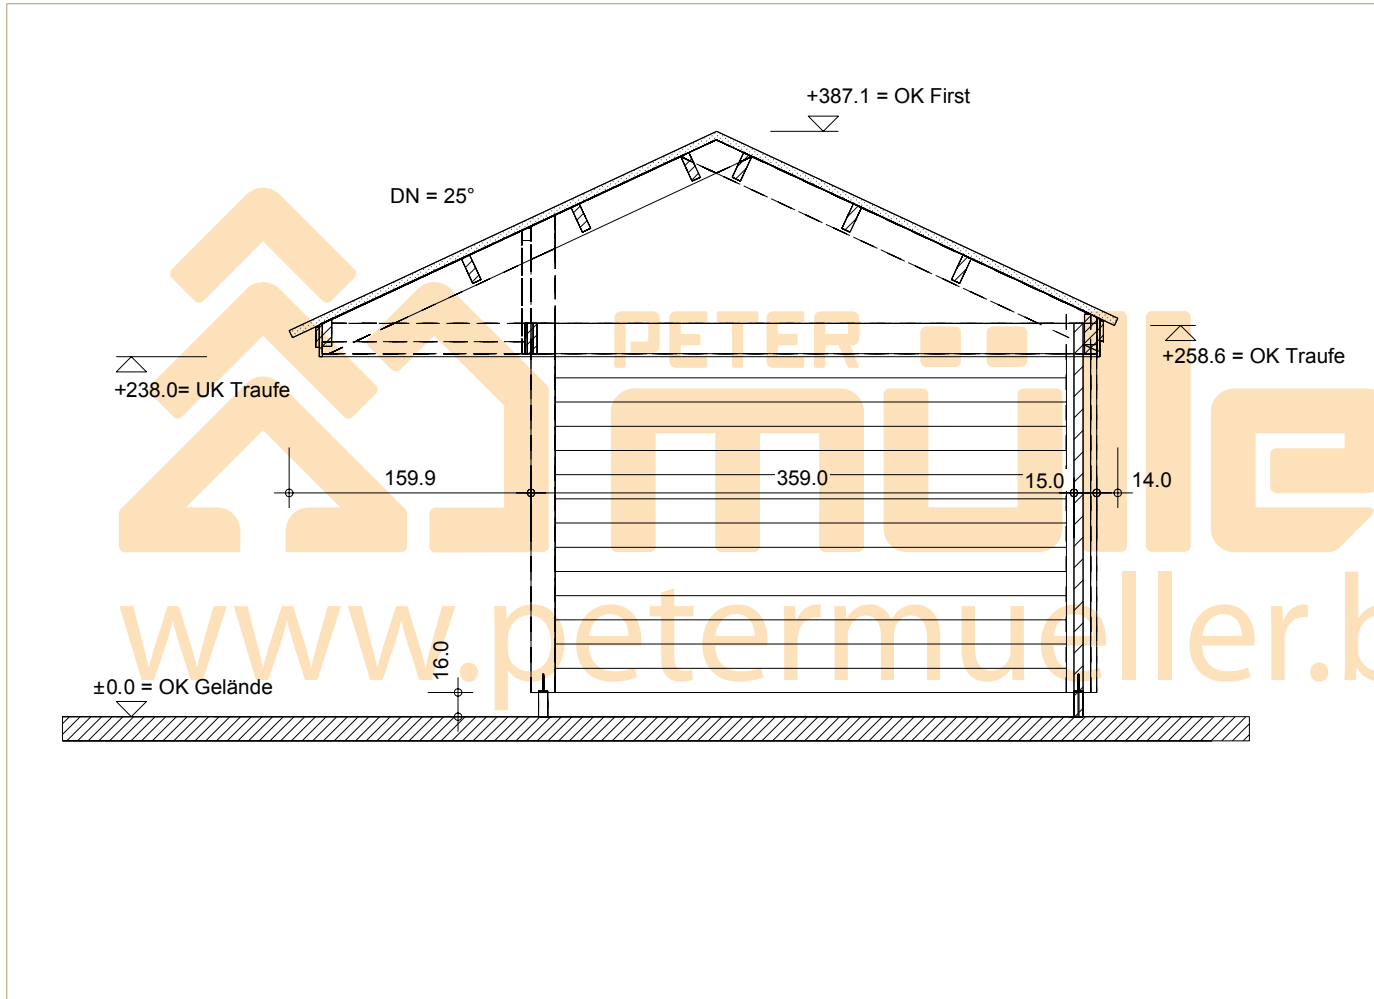 +387.1 = OK First
DN = 25°
PETER
mülle
+258.6 = OK Traufe
+238.0= UK Traufe
159.9
359.0
15.0
14.0
www.petermueller.b
16.0
±0.0 = OK Gelände